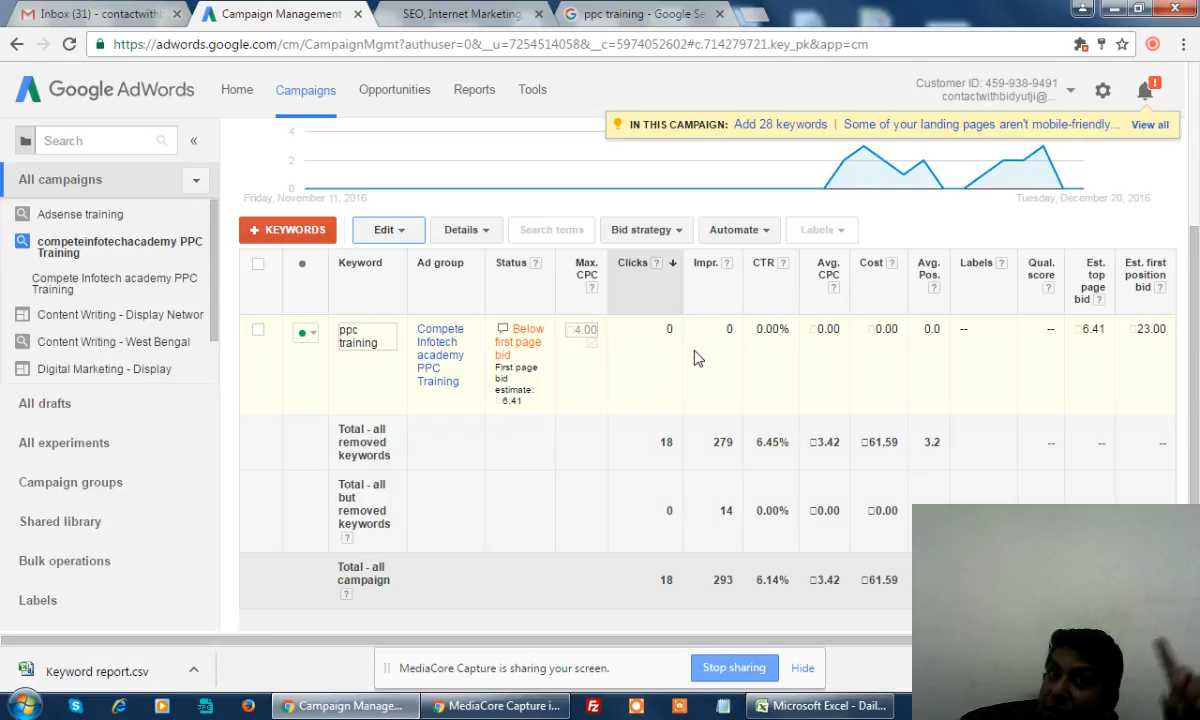 Inbox (31) - contactwithb
Campaign Management
SEO, Internet Marketing,
ppc training - Google Se
https://adwords.google.com/cm/CampaignMgmt?authuser=0&__u=7254514058&__c=5974052602#c.714279721.key_pk&app=cm
Google AdWords
Home
Campaigns
Opportunities
Reports
Tools
Customer ID: 459-938-9491
contactwithbidyutji@...
!
IN THIS CAMPAIGN: Add 28 keywords | Some of your landing pages aren't mobile-friendly... View all
Search
«
All campaigns
Adsense training
competeinfotechacademy PPC
Training
Compete Infotech academy PPC
Training
Content Writing - Display Networ
Content Writing - West Bengal
Digital Marketing - Display
All drafts
All experiments
Campaign groups
Shared library
Bulk operations
Labels
4
2
0
Friday, November 11, 2016
Tuesday, December 20, 2016
+ KEYWORDS
Edit
Details
Search terms
Bid strategy
Automate
Labels
Keyword
Ad group
Status ?
Max.
CPC
?
Clicks ?
Impr. ?
CTR ?
Avg.
CPC
?
Cost ?
Avg.
Pos.
?
Labels ?
Qual.
score
?
Est.
top
page
bid ?
Est. first
position
bid ?
ppc
training
Compete
Infotech
academy
PPC
Training
Below
first page
bid
First page
bid
estimate:
□6.41
□4.00
0
0
0.00%
□0.00
□0.00
0.0
--
--
□6.41
□23.00
Total - all
removed
keywords
18
279
6.45%
□3.42
□61.59
3.2
--
--
--
Total - all
but
removed
keywords
?
0
14
0.00%
□0.00
□0.00
Total - all
campaign
?
18
293
6.14%
□3.42
□61.59
Keyword report.csv
MediaCore Capture is sharing your screen.
Stop sharing
Hide
Campaign Manage...
MediaCore Capture i...
Microsoft Excel - Dail...